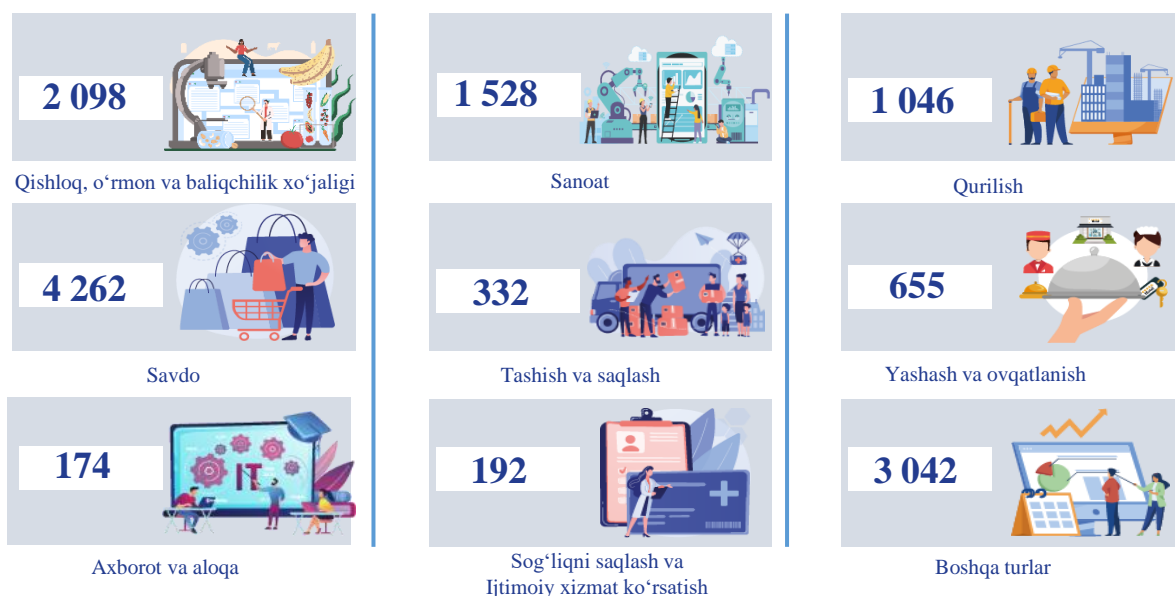 2 098
Qishloq, o‘rmon va baliqchilik xo‘jaligi
1 528
Sanoat
1 046
Qurilish
4 262
Savdo
332
Tashish va saqlash
655
Yashash va ovqatlanish
IT
174
Axborot va aloqa
192
Sog‘liqni saqlash va
Ijtimoiy xizmat ko‘rsatish
3 042
Boshqa turlar